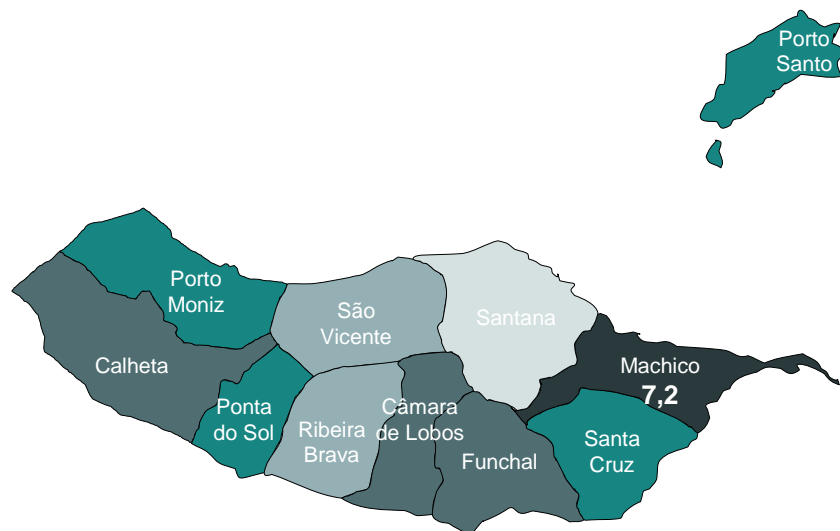 Porto
Santo
Porto
Moniz
São
Vicente
Santana
Calheta
Machico
7,2
Ponta
do Sol
Ribeira
Brava
Câmara
de Lobos
Funchal
Santa
Cruz